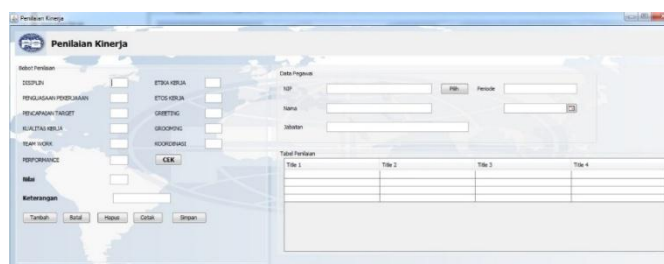 Penilaian Kinerja
Penilaian Kinerja
Bobot Penilaian
DISIPLIN
ETIKA KERJA
PENGUASAAN PEKERJAAN
ETOS KERJA
PENCAPAIAN TARGET
GREETING
KUALITAS KERJA
GROOMING
TEAM WORK
KOORDINASI
PERFORMANCE
CEK
Nilai
Keterangan
Tambah Batal Hapus Cetak Simpan
Data Pegawai
NIP Pilih Periode
Nama
Jabatan
Tabel Penilaian
Title 1 Title 2 Title 3 Title 4